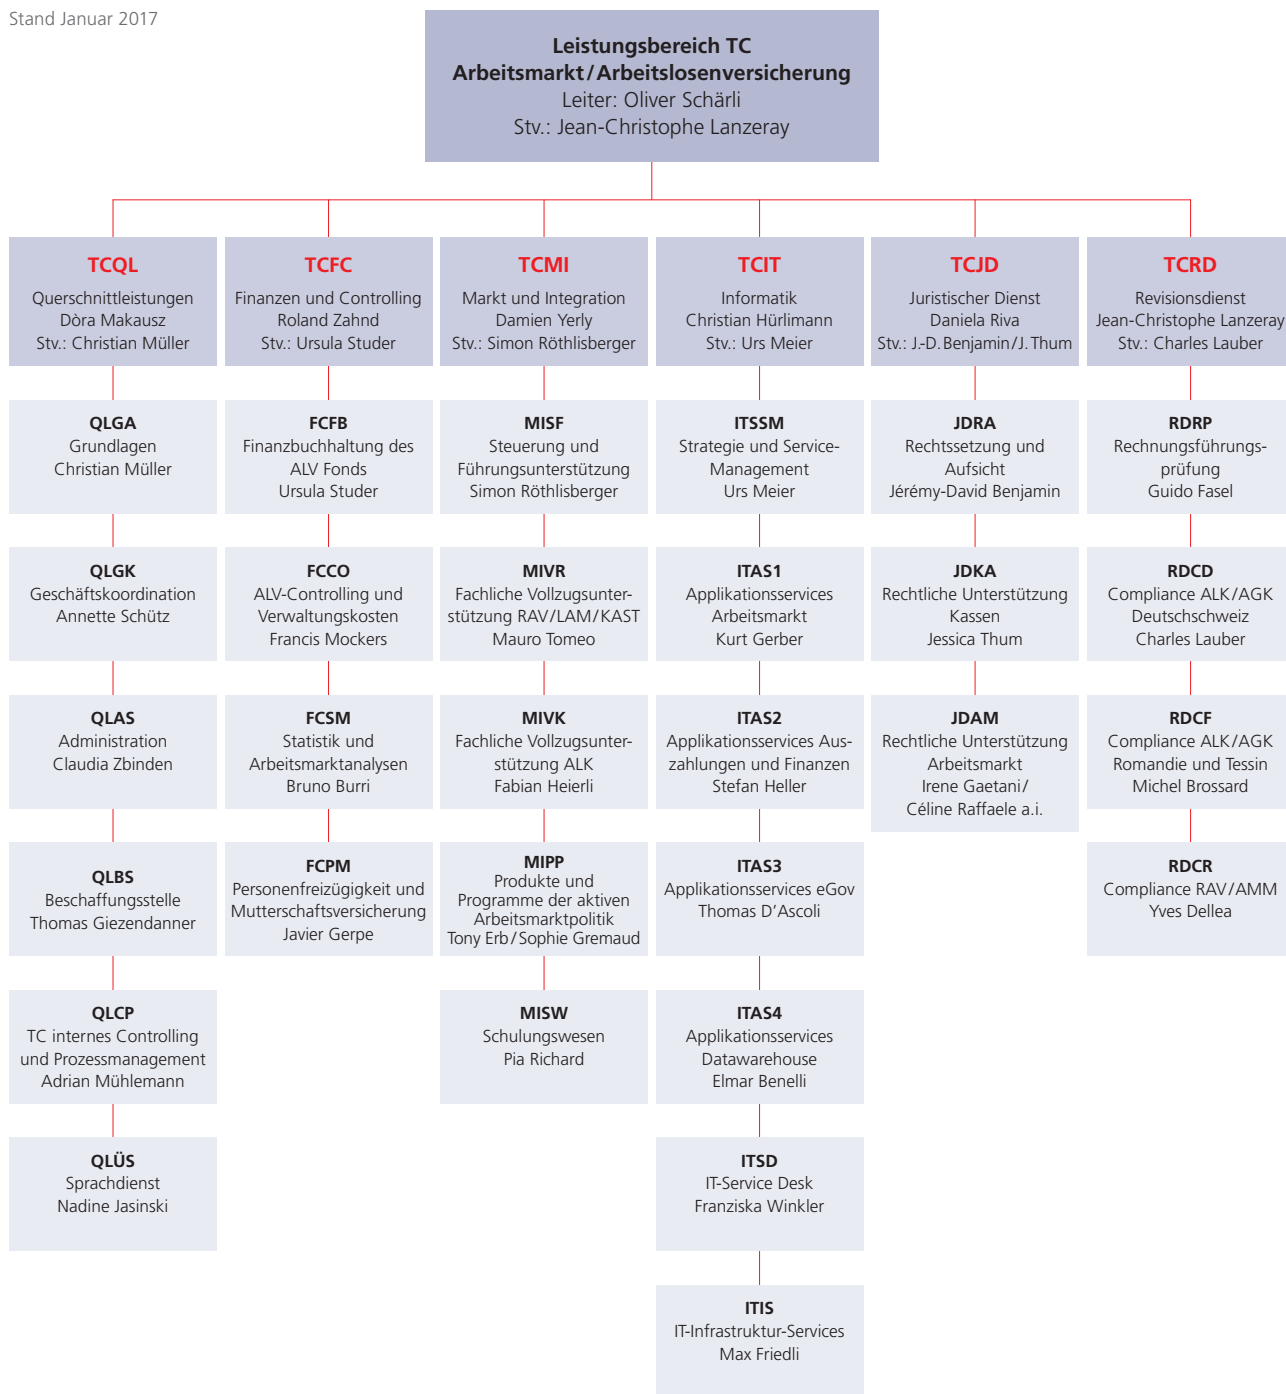 Stand Januar 2017
Leistungsbereich TC
Arbeitsmarkt/Arbeitslosenversicherung
Leiter: Oliver Schärli
Stv.: Jean-Christophe Lanzeray
TCQL
Querschnittleistungen
Dòra Makausz
Stv.: Christian Müller
QLGA
Grundlagen
Christian Müller
QLGK
Geschäftskoordination
Annette Schütz
QLAS
Administration
Claudia Zbinden
QLBS
Beschaffungsstelle
Thomas Giezendanner
QLCP
TC internes Controlling
und Prozessmanagement
Adrian Mühlemann
QLÜS
Sprachdienst
Nadine Jasinski
TCFC
Finanzen und Controlling
Roland Zahnd
Stv.: Ursula Studer
FCFB
Finanzbuchhaltung des
ALV Fonds
Ursula Studer
FCCO
ALV-Controlling und
Verwaltungskosten
Francis Mockers
FCSM
Statistik und
Arbeitsmarktanalysen
Bruno Burri
FCPM
Personenfreizügigkeit und
Mutterschaftsversicherung
Javier Gerpe
TCMI
Markt und Integration
Damien Yerly
Stv.: Simon Röthlisberger
MISF
Steuerung und
Führungsunterstützung
Simon Röthlisberger
MIVR
Fachliche Vollzugsunter-
stützung RAV/LAM/KAST
Mauro Tomeo
MIVK
Fachliche Vollzugsunter-
stützung ALK
Fabian Heierli
MIPP
Produkte und
Programme der aktiven
Arbeitsmarktpolitik
Tony Erb/Sophie Gremaud
MISW
Schulungswesen
Pia Richard
TCIT
Informatik
Christian Hürlimann
Stv.: Urs Meier
ITSSM
Strategie und Service-
Management
Urs Meier
ITAS1
Applikationsservices
Arbeitsmarkt
Kurt Gerber
ITAS2
Applikationsservices Aus-
zahlungen und Finanzen
Stefan Heller
ITAS3
Applikationsservices eGov
Thomas D'Ascoli
ITAS4
Applikationsservices
Datawarehouse
Elmar Benelli
ITSD
IT-Service Desk
Franziska Winkler
ITIS
IT-Infrastruktur-Services
Max Friedli
TCJD
Juristischer Dienst
Daniela Riva
Stv.: J.-D. Benjamin/J. Thum
JDRA
Rechtssetzung und
Aufsicht
Jérémy-David Benjamin
JDKA
Rechtliche Unterstützung
Kassen
Jessica Thum
JDAM
Rechtliche Unterstützung
Arbeitsmarkt
Irene Gaetani/
Céline Raffaele a.i.
TCRD
Revisionsdienst
Jean-Christophe Lanzeray
Stv.: Charles Lauber
RDRP
Rechnungsführungs-
prüfung
Guido Fasel
RDCD
Compliance ALK/AGK
Deutschschweiz
Charles Lauber
RDCF
Compliance ALK/AGK
Romandie und Tessin
Michel Brossard
RDCR
Compliance RAV/AMM
Yves Dellea